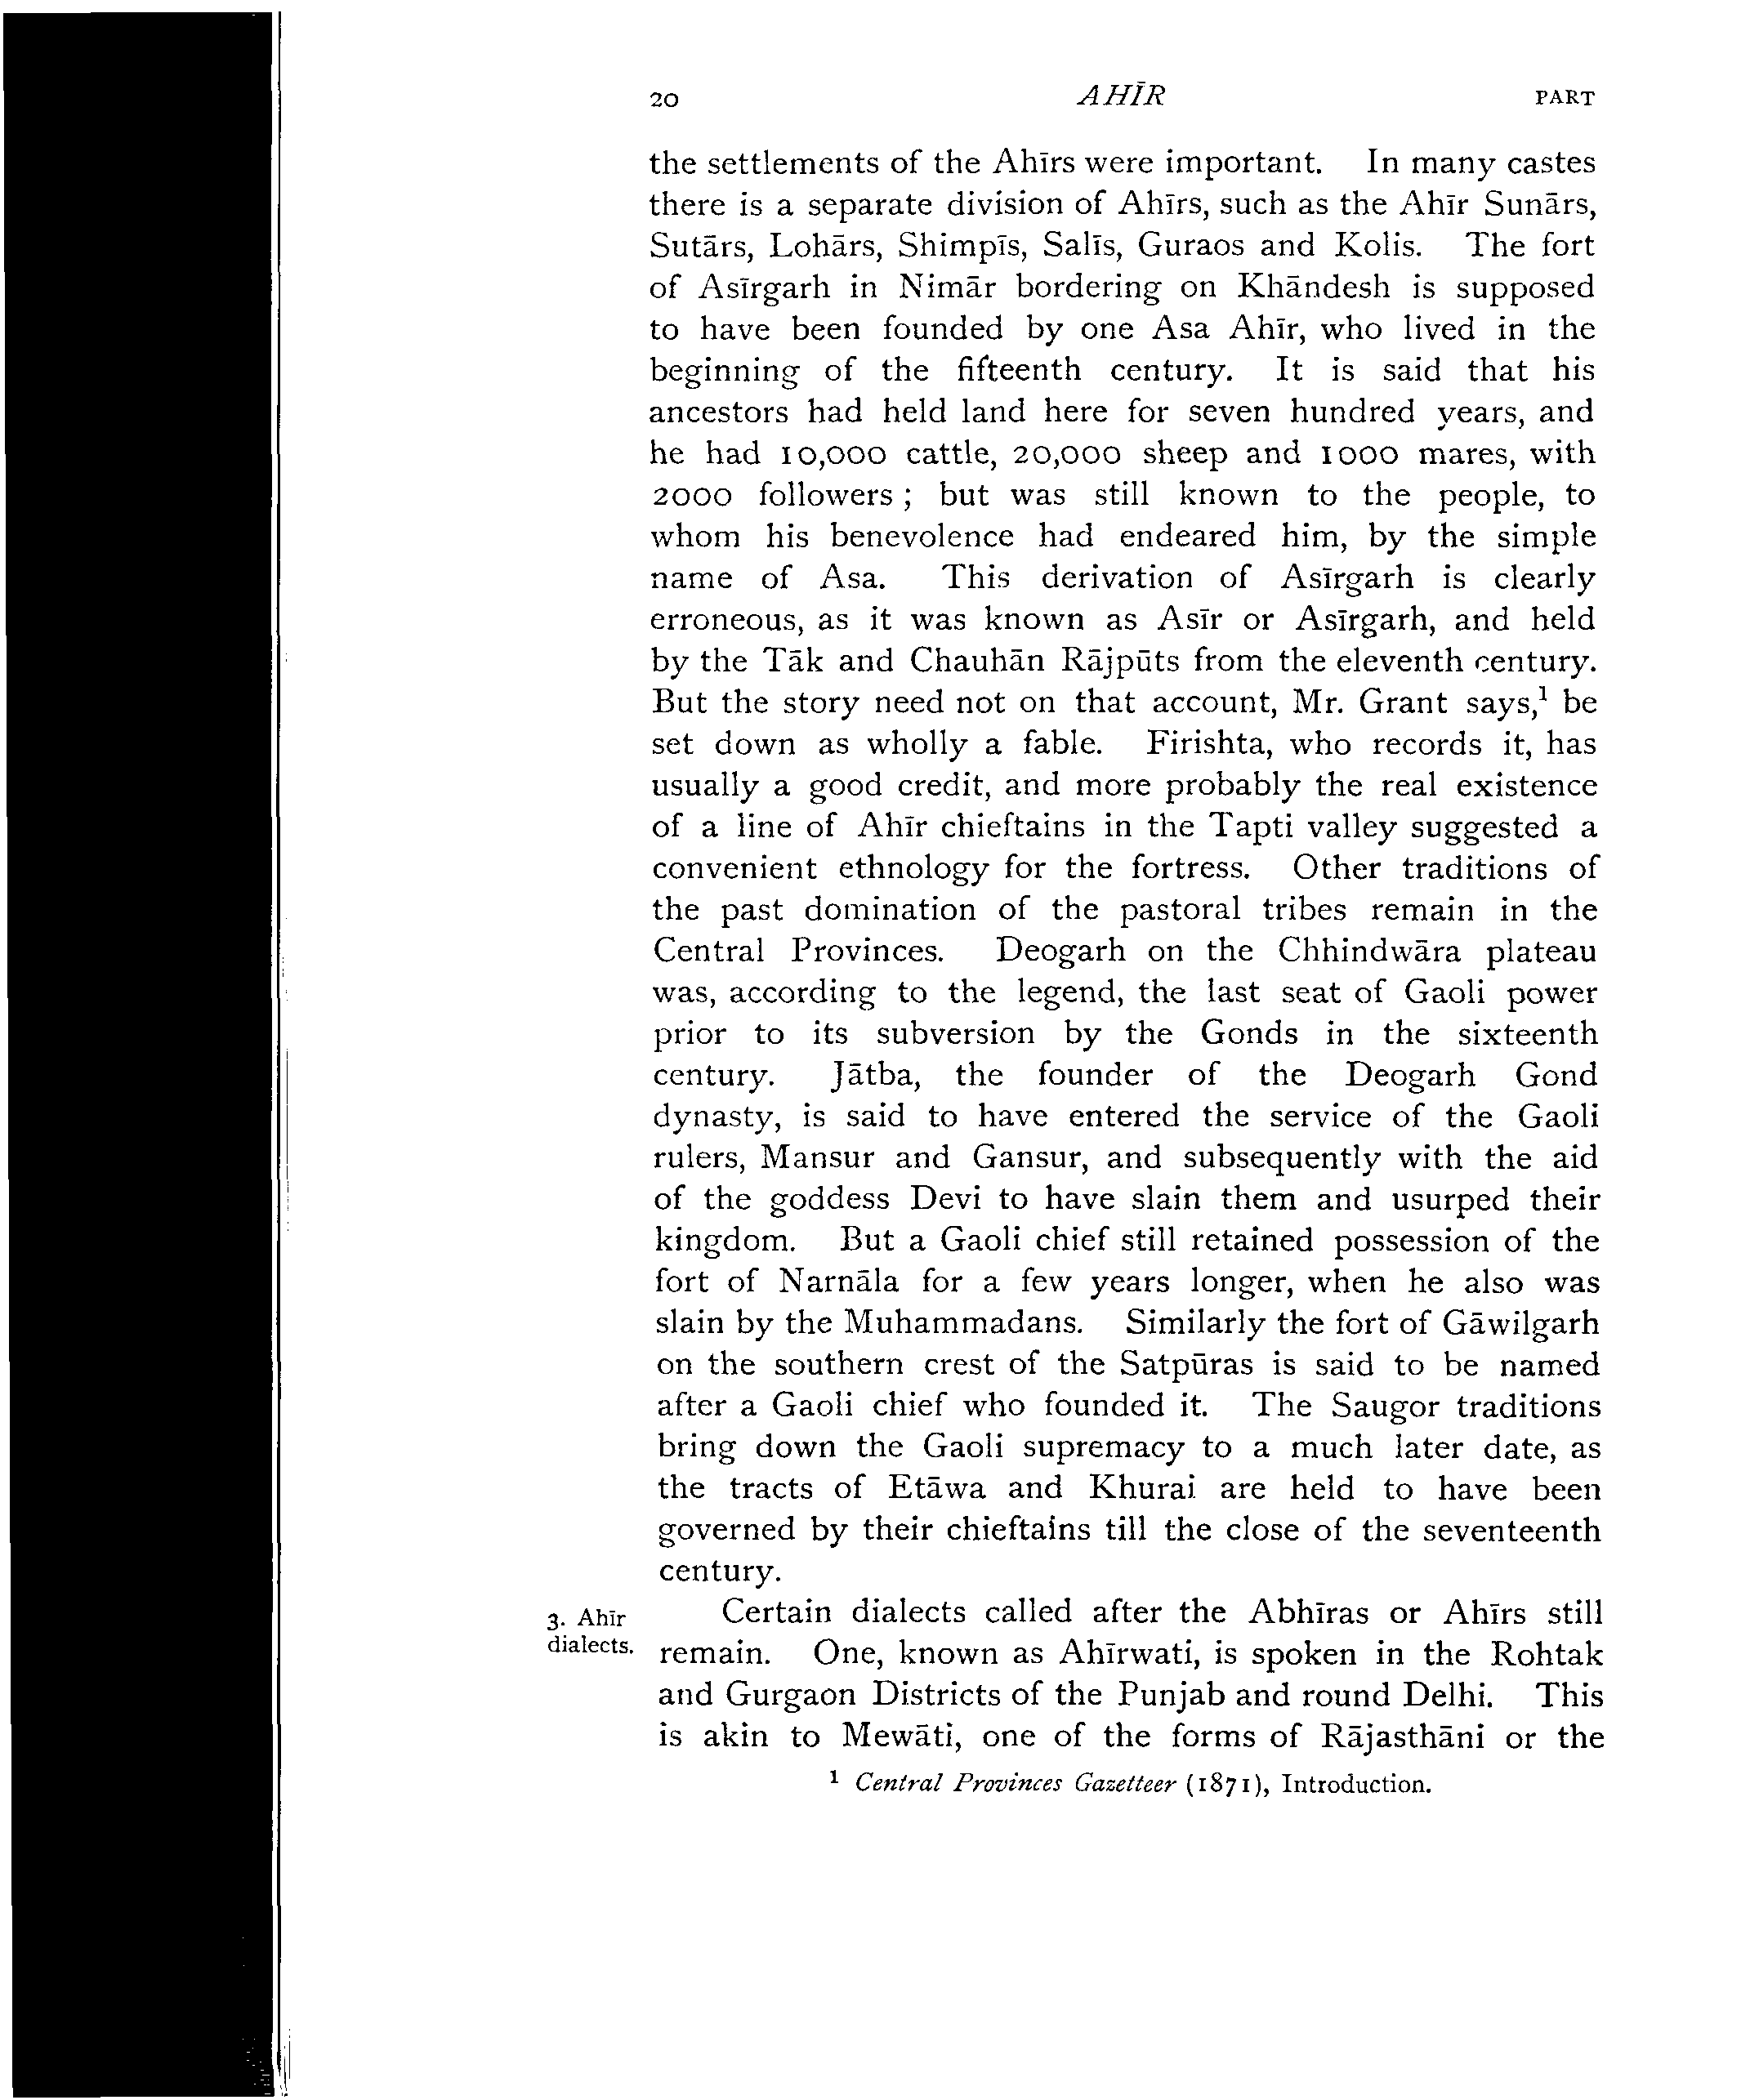 20 AHĪR PART
the settlements of the Ahīrs were important. In many castes
there is a separate division of Ahīrs, such as the Ahīr Sunārs,
Sutārs, Lohārs, Shimpīs, Salīs, Guraos and Kolis. The fort
of Asīrgarh in Nimār bordering on Khāndesh is supposed
to have been founded by one Asa Ahīr, who lived in the
beginning of the fifteenth century. It is said that his
ancestors had held land here for seven hundred years, and
he had 10,000 cattle, 20,000 sheep and 1000 mares, with
2000 followers ; but was still known to the people, to
whom his benevolence had endeared him, by the simple
name of Asa. This derivation of Asīrgarh is clearly
erroneous, as it was known as Asīr or Asīrgarh, and held
by the Tāk and Chauhān Rājpūts from the eleventh century.
But the story need not on that account, Mr. Grant says,¹ be
set down as wholly a fable. Firishta, who records it, has
usually a good credit, and more probably the real existence
of a line of Ahīr chieftains in the Tapti valley suggested a
convenient ethnology for the fortress. Other traditions of
the past domination of the pastoral tribes remain in the
Central Provinces. Deogarh on the Chhindwāra plateau
was, according to the legend, the last seat of Gaoli power
prior to its subversion by the Gonds in the sixteenth
century. Jātba, the founder of the Deogarh Gond
dynasty, is said to have entered the service of the Gaoli
rulers, Mansur and Gansur, and subsequently with the aid
of the goddess Devi to have slain them and usurped their
kingdom. But a Gaoli chief still retained possession of the
fort of Narnāla for a few years longer, when he also was
slain by the Muhammadans. Similarly the fort of Gāwilgarh
on the southern crest of the Satpūras is said to be named
after a Gaoli chief who founded it. The Saugor traditions
bring down the Gaoli supremacy to a much later date, as
the tracts of Etāwa and Khurai are held to have been
governed by their chieftains till the close of the seventeenth
century.
3. Ahīr
dialects.
Certain dialects called after the Abhīras or Ahīrs still
remain. One, known as Ahīrwati, is spoken in the Rohtak
and Gurgaon Districts of the Punjab and round Delhi. This
is akin to Mewāti, one of the forms of Rājasthāni or the
¹ Central Provinces Gazetteer (1871), Introduction.